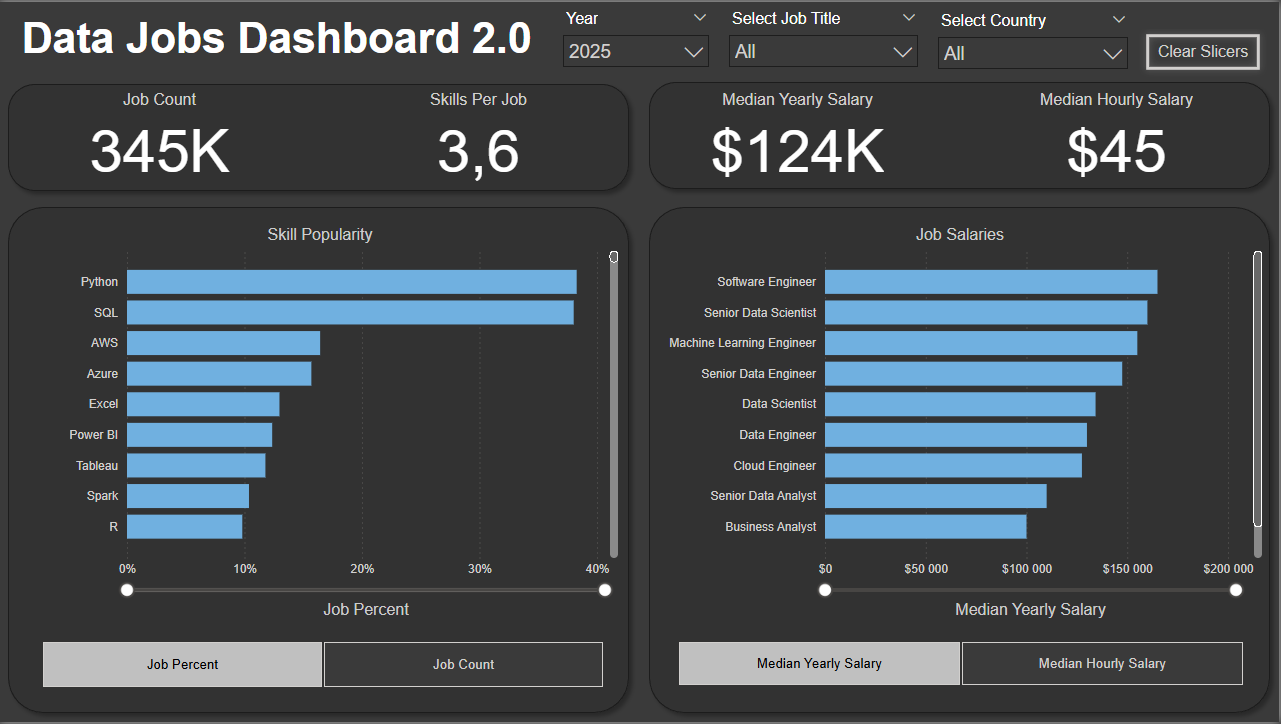 Data Jobs Dashboard 2.0
Year
2025
Select Job Title
All
Select Country
All
Clear Slicers
Job Count
345K
Skills Per Job
3,6
Median Yearly Salary
$124K
Median Hourly Salary
$45
Skill Popularity
Python
SQL
AWS
Azure
Excel
Power BI
Tableau
Spark
R
0% 10% 20% 30% 40%
Job Percent
Job Percent
Job Count
Job Salaries
Software Engineer
Senior Data Scientist
Machine Learning Engineer
Senior Data Engineer
Data Scientist
Data Engineer
Cloud Engineer
Senior Data Analyst
Business Analyst
$0 $50 000 $100 000 $150 000 $200 000
Median Yearly Salary
Median Yearly Salary
Median Hourly Salary